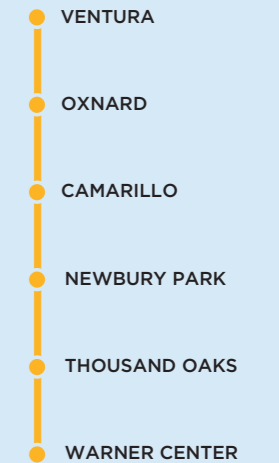 VENTURA
OXNARD
CAMARILLO
NEWBURY PARK
THOUSAND OAKS
WARNER CENTER